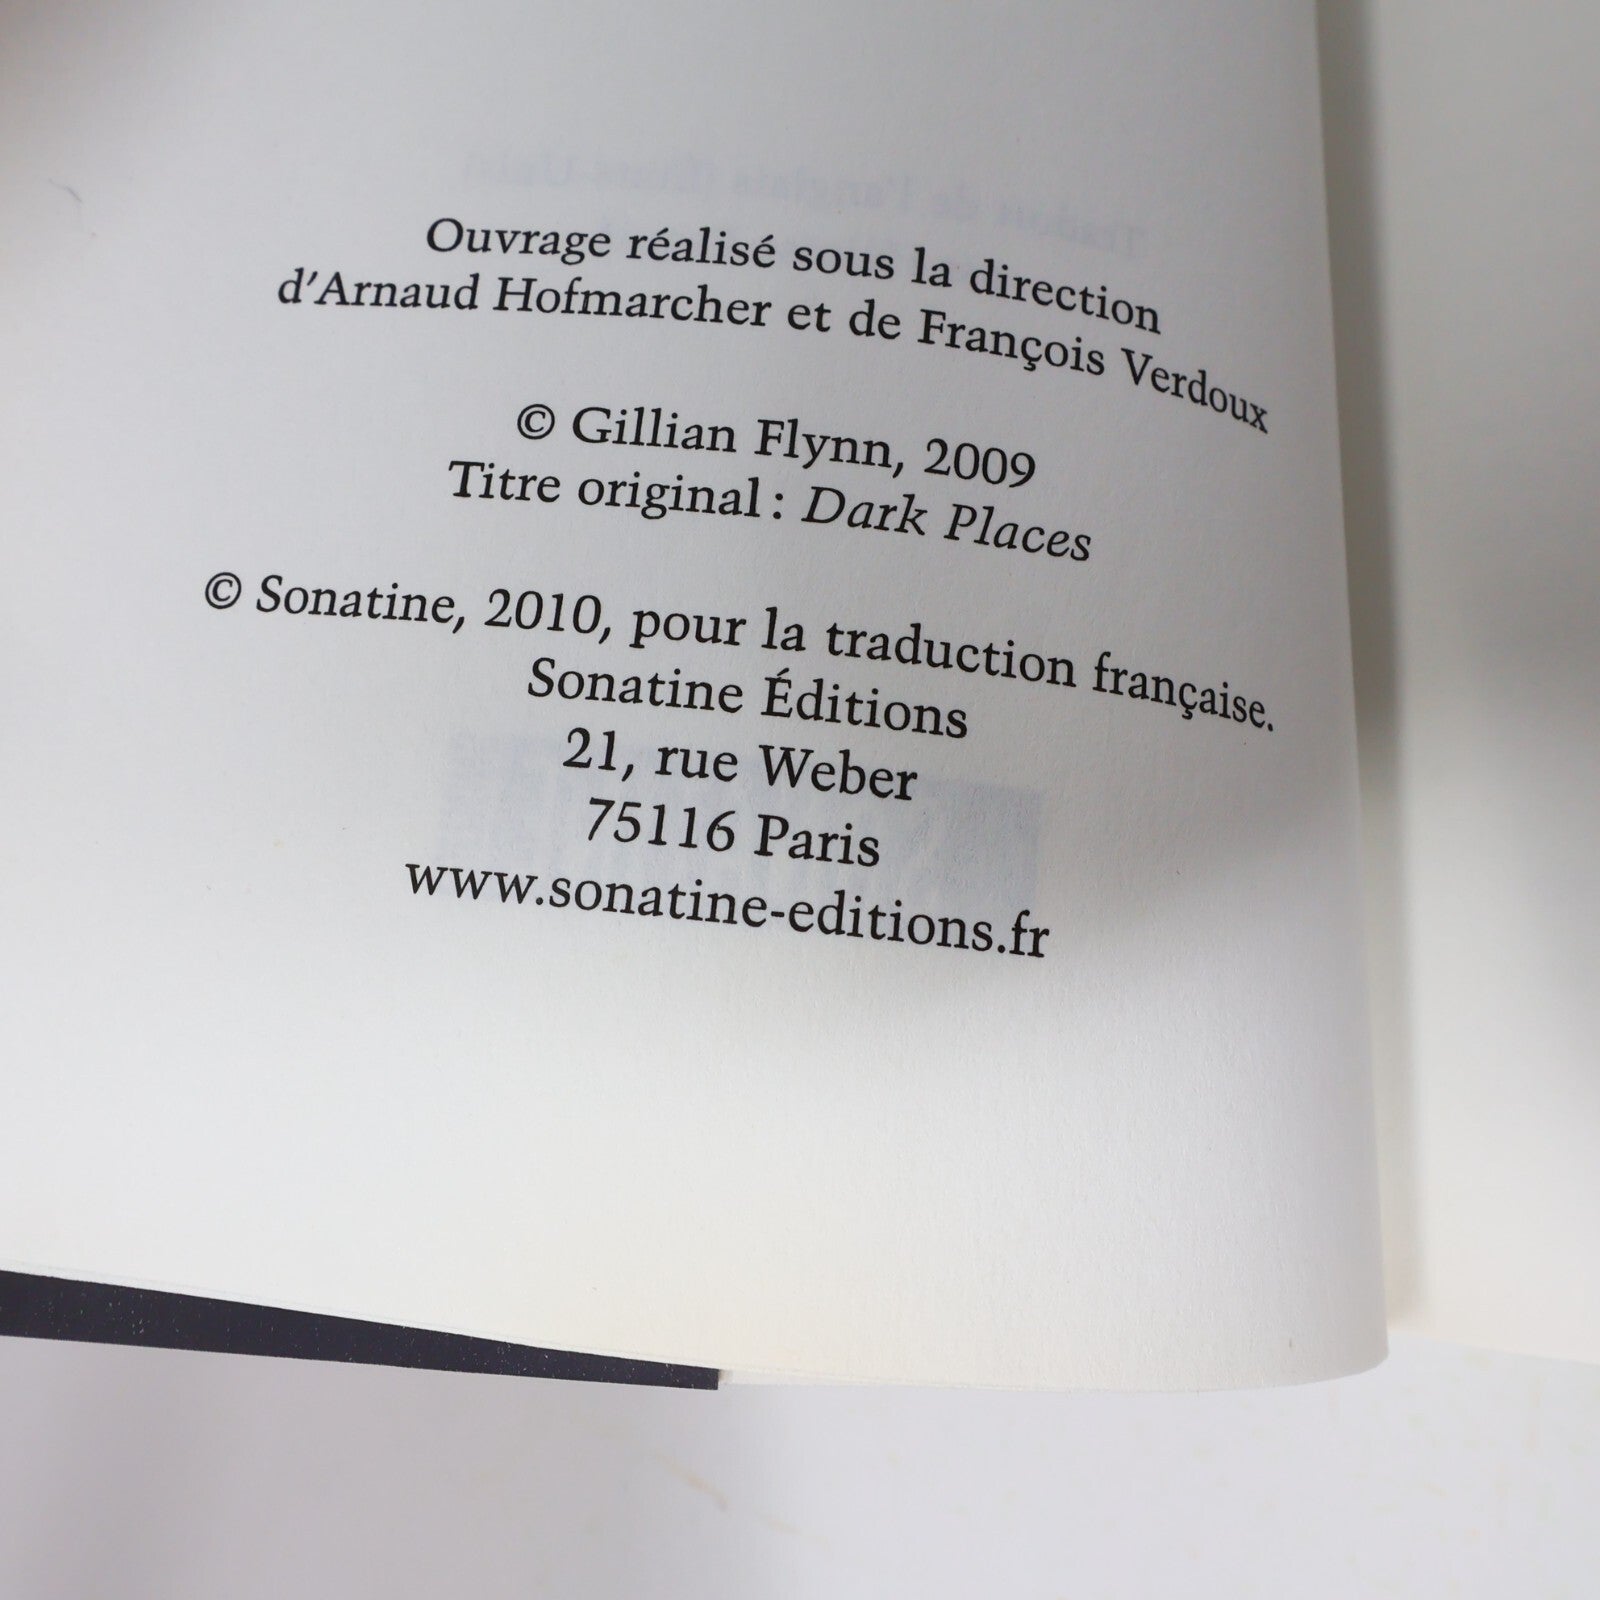 Ouvrage réalisé sous la direction
d'Arnaud Hofmarcher et de François Verdoux
© Gillian Flynn, 2009
Titre original : Dark Places
© Sonatine, 2010, pour la traduction française.
Sonatine Éditions
21, rue Weber
75116 Paris
www.sonatine-editions.fr